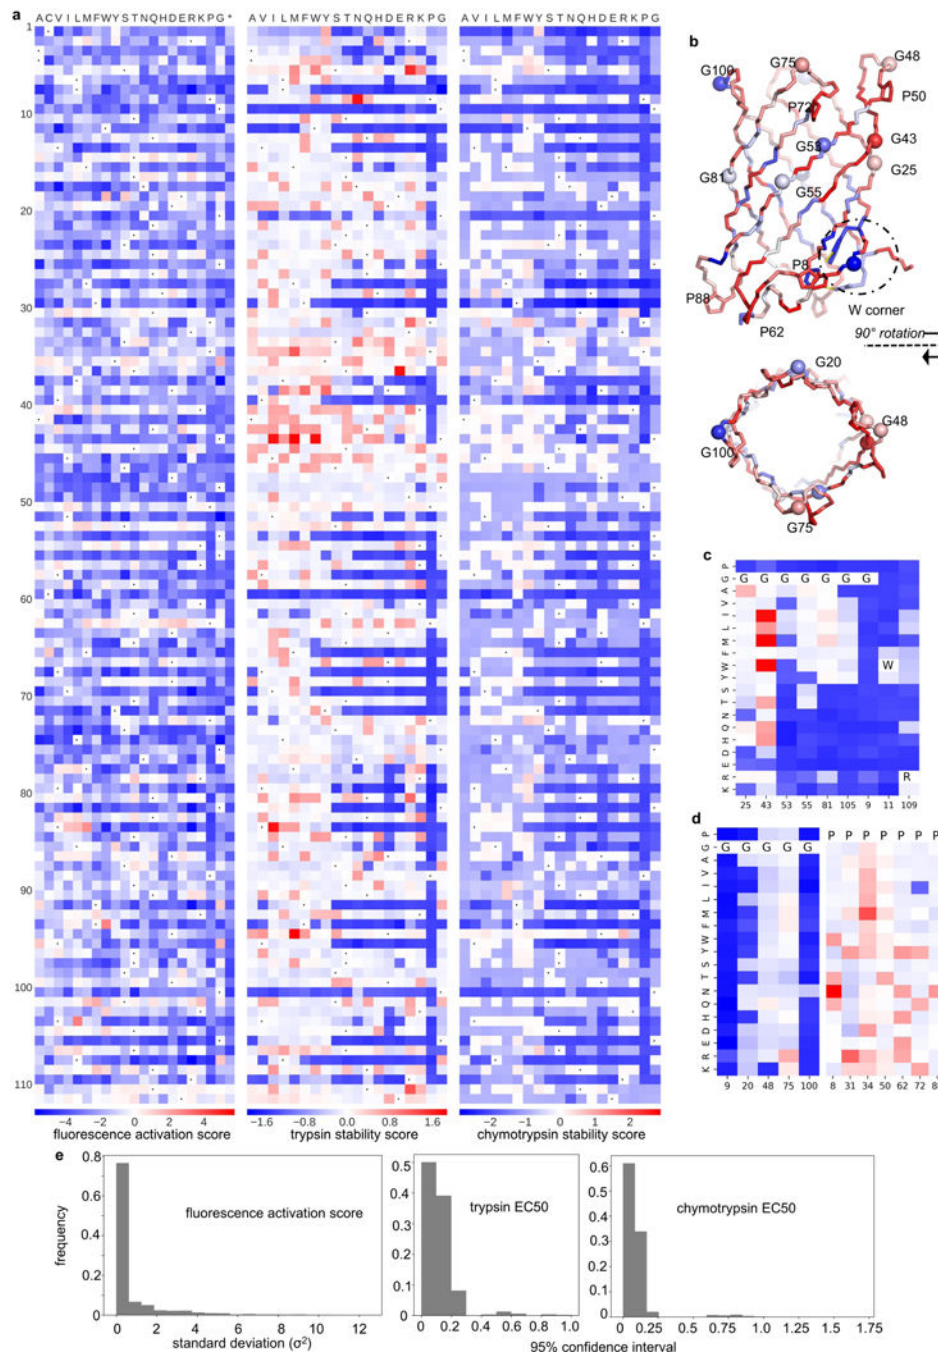 a
ACVILMFWYSTNQHDERKPG*
AVILMFWYSTNQHDERKPG
AVILMFWYSTNQHDERKPG
1
10
20
30
40
50
60
70
80
90
100
110
−4 −2 0 2 4
fluorescence activation score
−1.6 −0.8 0.0 0.8 1.6
trypsin stability score
−2 −1 0 1 2
chymotrypsin stability score
b
G100
G75
G48
P50
P72
G53
G43
G81
G55
G25
P8
P88
W corner
P62
90° rotation
G20
G48
G100
G75
c
P
G
A
V
I
L
M
F
W
Y
S
T
N
Q
H
D
E
R
K
G G G G G G G
W
R
25 43 53 55 81 105 9 11 109
d
P
G
A
V
I
L
M
F
W
Y
S
T
N
Q
H
D
E
R
K
G G G G G
P P P P P P P
9 20 48 75 100
8 31 34 50 62 72 8
e
frequency
0.8
0.6
0.4
0.2
0
fluorescence activation score
0 2 4 6 8 10 12
standard deviation (σ²)
0.5
0.4
0.3
0.2
0.1
0
trypsin EC50
0 0.2 0.4 0.6 0.8 1.0
0.6
0.5
0.4
0.3
0.2
0.1
0
chymotrypsin EC50
0 0.25 0.5 0.75 1.0 1.25 1.5 1.75
95% confidence interval